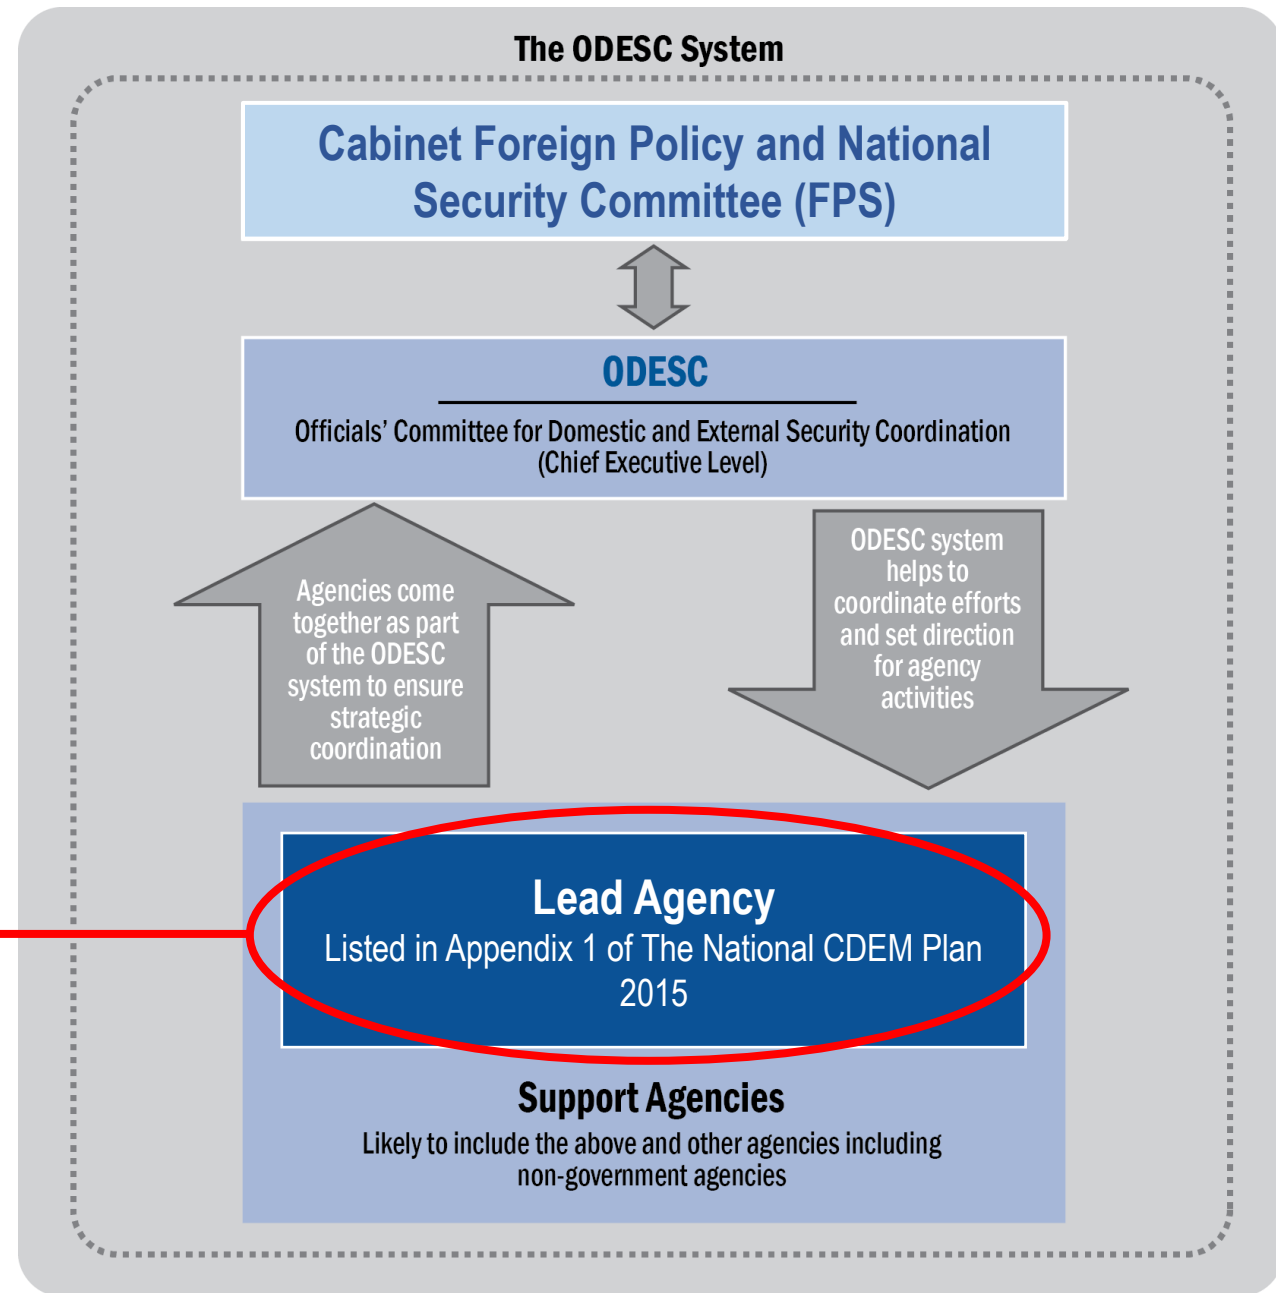 The ODESC System
Cabinet Foreign Policy and National
Security Committee (FPS)
ODESC
Officials’ Committee for Domestic and External Security Coordination
(Chief Executive Level)
Agencies come
together as part
of the ODESC
system to ensure
strategic
coordination
ODESC system
helps to
coordinate efforts
and set direction
for agency
activities
Lead Agency
Listed in Appendix 1 of The National CDEM Plan
2015
Support Agencies
Likely to include the above and other agencies including
non-government agencies